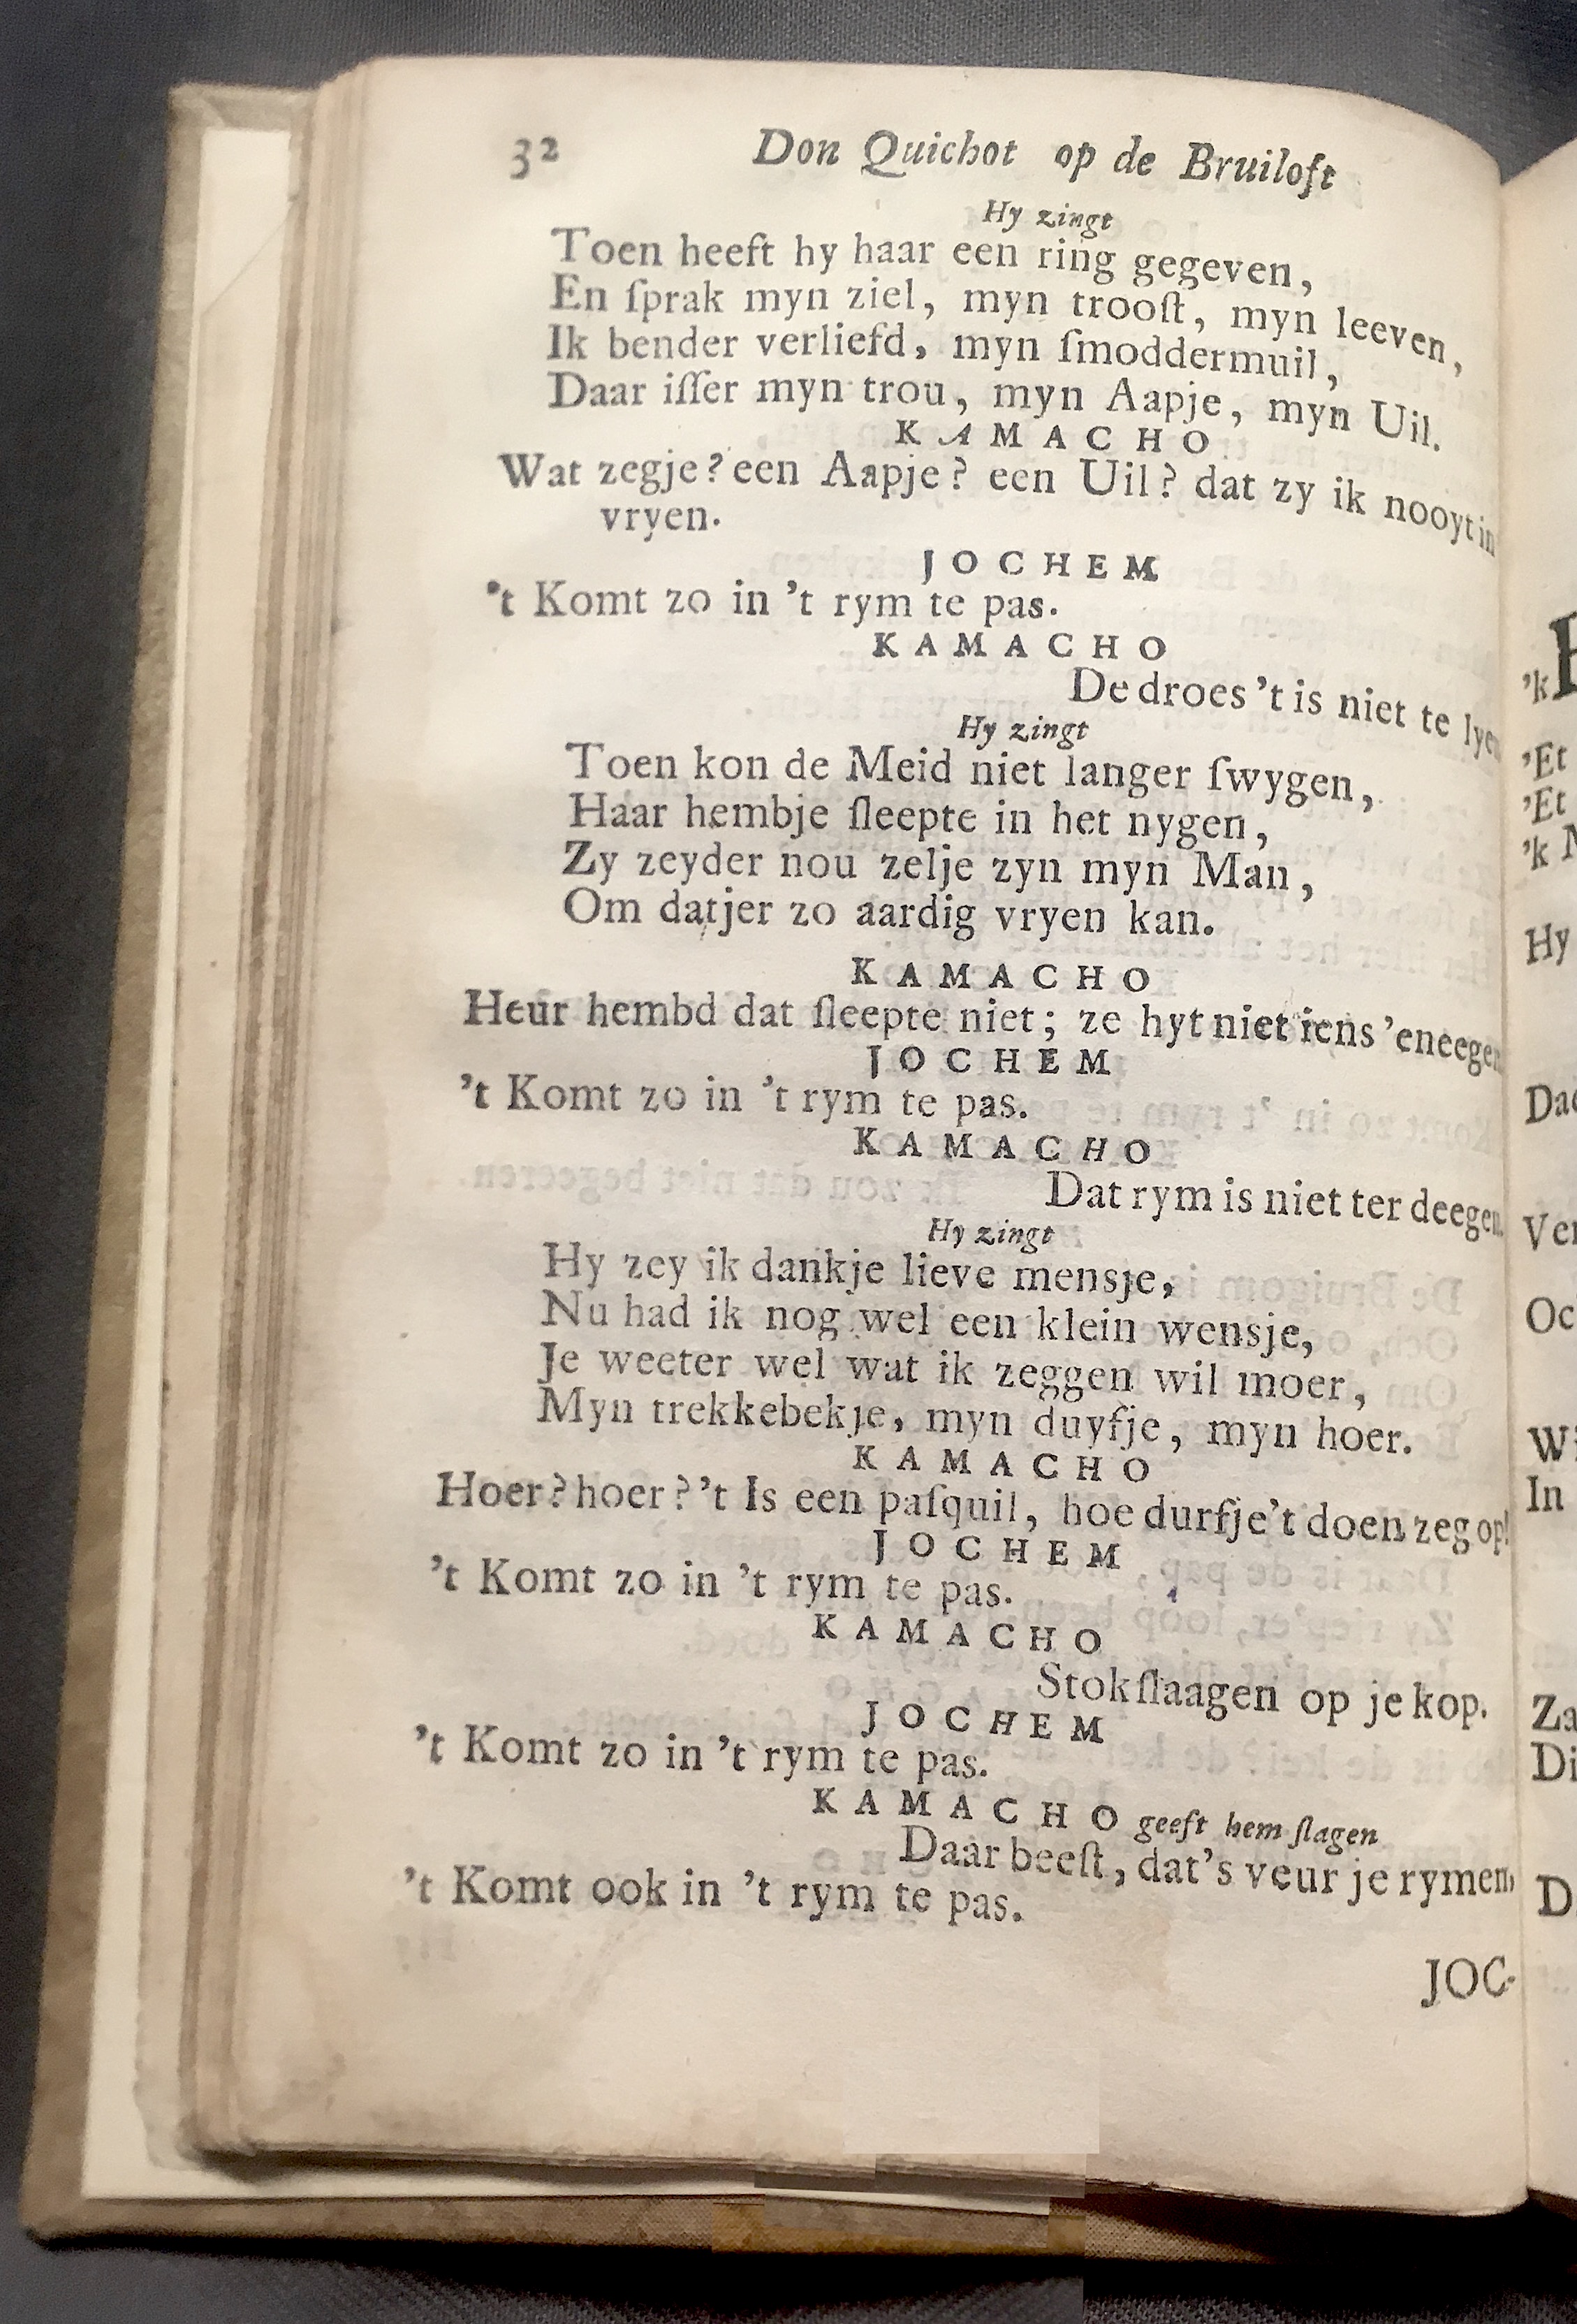 32 Don Quichot op de Bruiloft
Hy zingt
Toen heeft hy haar een ring gegeven,
En ſprak myn ziel, myn trooſt, myn leeven,
Ik bender verliefd, myn ſmoddermuil,
Daar iſſer myn trou, myn Aapje, myn Uil.
KAMACHO
Wat zegje? een Aapje? een Uil? dat zy ik nooyt in
vryen.
JOCHEM
't Komt zo in 't rym te pas.
KAMACHO
De droes 't is niet te lyen
Hy zingt
Toen kon de Meid niet langer ſwygen,
Haar hembje ſleepte in het nygen,
Zy zeyder nou zelje zyn myn Man,
Om datjer zo aardig vryen kan.
KAMACHO
Heur hembd dat ſleepte niet; ze hyt niet iens 'eneegen
JOCHEM
't Komt zo in 't rym te pas.
KAMACHO
Dat rym is niet ter deegen.
Hy zingt
Hy zey ik dankje lieve mensje,
Nu had ik nog wel een klein wensje,
Je weeter wel wat ik zeggen wil moer,
Myn trekkebekje, myn duyfje, myn hoer.
KAMACHO
Hoer? hoer? 't Is een paſquil, hoe durfje 't doen zeg op!
JOCHEM
't Komt zo in 't rym te pas.
KAMACHO
Stokſlaagen op je kop.
JOCHEM
't Komt zo in 't rym te pas.
KAMACHO geeft hem ſlagen
Daar beeſt, dat's veur je rymen,
't Komt ook in 't rym te pas.
JOC-
'k
'Et
'Et
'k
Hy
Oc
In
Za
Di